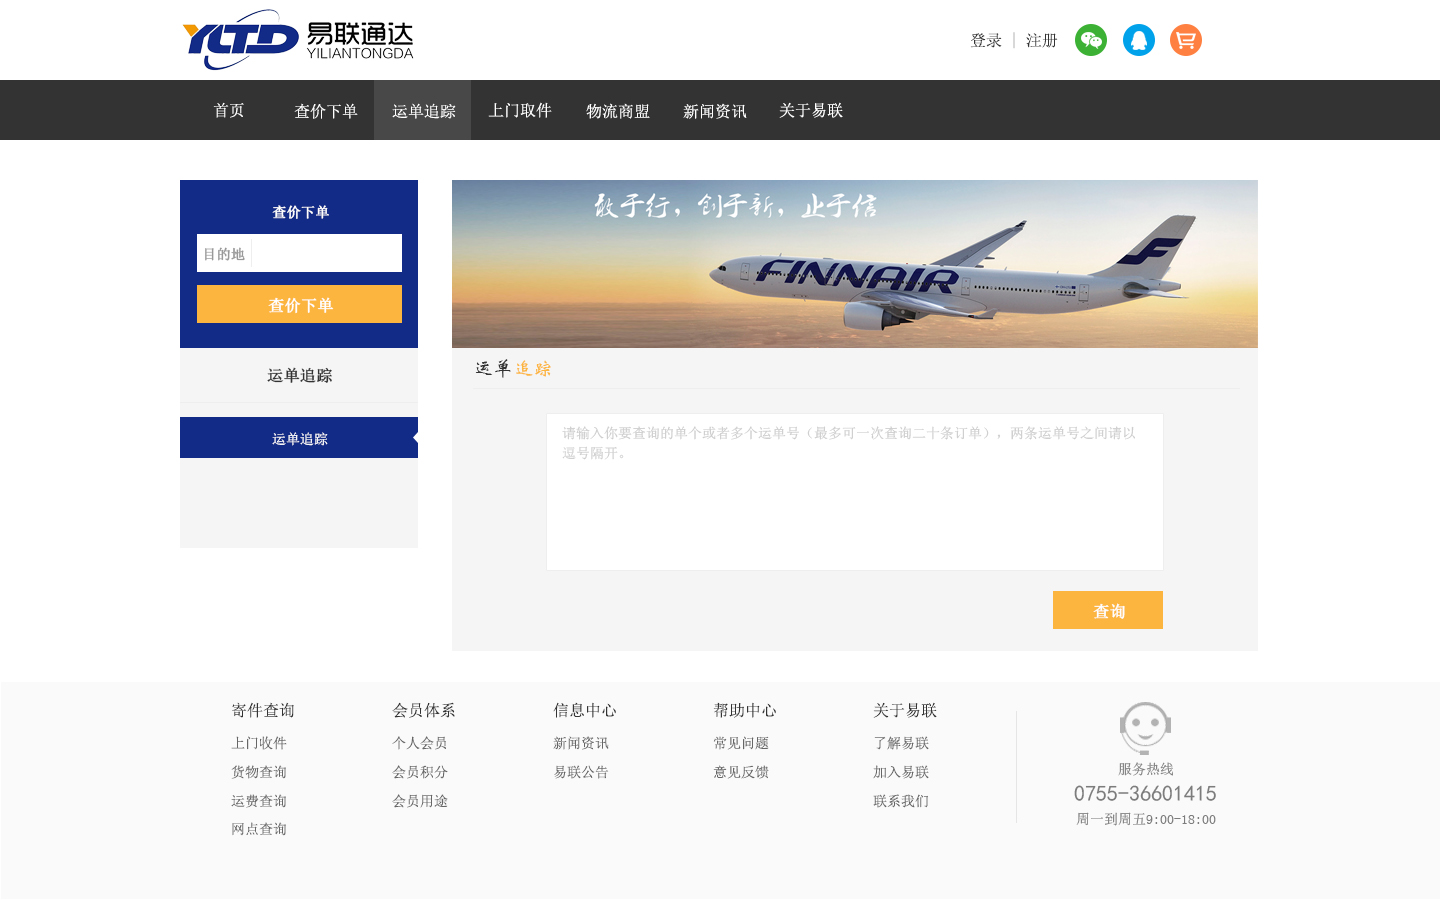 YLTD 易联通达
YILIANTONGDA
登录 | 注册
首页 查价下单 运单追踪 上门取件 物流商盟 新闻资讯 关于易联
查价下单
目的地
查价下单
运单追踪
运单追踪
敢于行，创于新，止于信
FINNAIR
运单追踪
请输入你要查询的单个或者多个运单号（最多可一次查询二十条订单），两条运单号之间请以
逗号隔开。
查询
寄件查询
上门收件
货物查询
运费查询
网点查询
会员体系
个人会员
会员积分
会员用途
信息中心
新闻资讯
易联公告
帮助中心
常见问题
意见反馈
关于易联
了解易联
加入易联
联系我们
服务热线
0755-36601415
周一到周五9:00-18:00